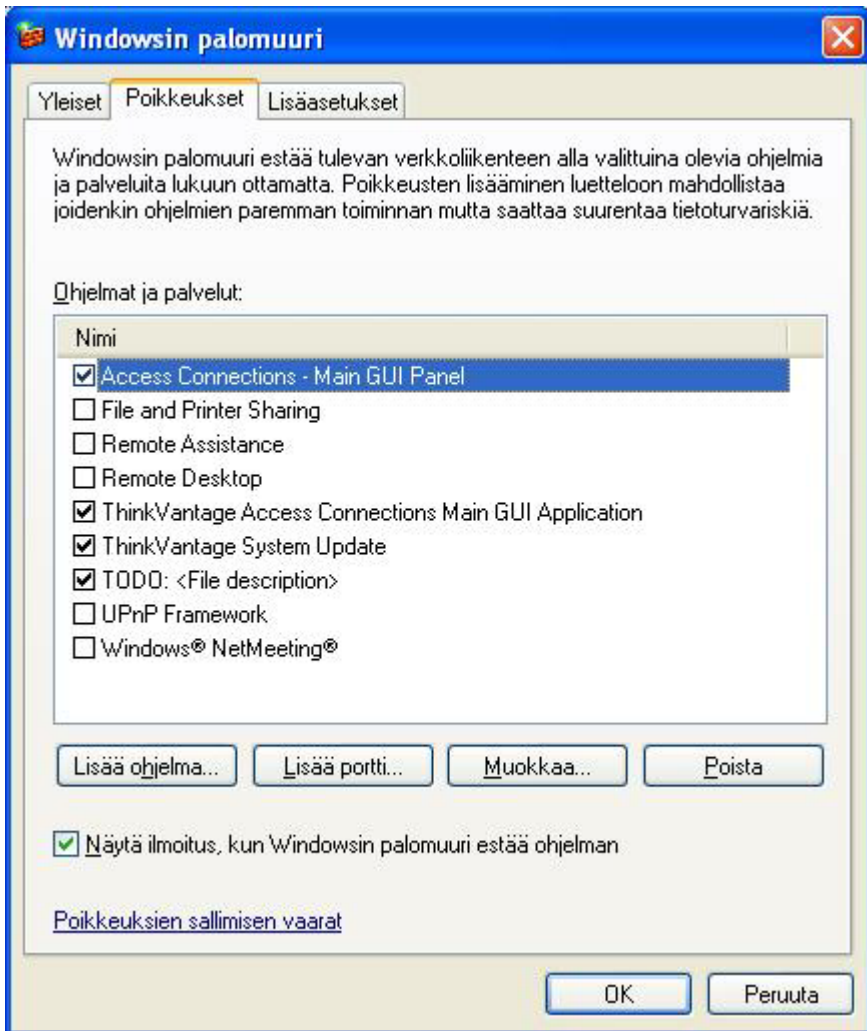 Windowsin palomuuri
Yleiset Poikkeukset Lisäasetukset
Windowsin palomuuri estää tulevan verkkoliikenteen alla valittuina olevia ohjelmia
ja palveluita lukuun ottamatta. Poikkeusten lisääminen luetteloon mahdollistaa
joidenkin ohjelmien paremman toiminnan mutta saattaa suurentaa tietoturvariskiä.
Ohjelmat ja palvelut:
Nimi
Access Connections - Main GUI Panel
File and Printer Sharing
Remote Assistance
Remote Desktop
ThinkVantage Access Connections Main GUI Application
ThinkVantage System Update
TODO: <File description>
UPnP Framework
Windows® NetMeeting®
Lisää ohjelma... Lisää portti... Muokkaa... Poista
Näytä ilmoitus, kun Windowsin palomuuri estää ohjelman
Poikkeuksien sallimisen vaarat
OK Peruuta